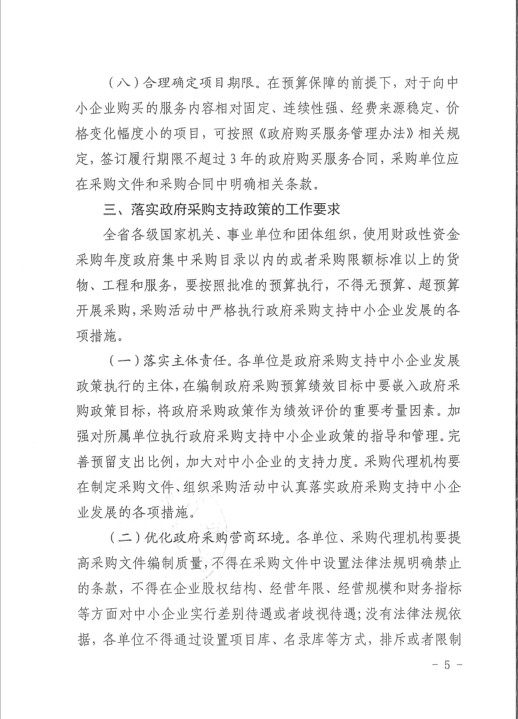 （八）合理确定项目期限。在预算保障的前提下，对于向中
小企业购买的服务内容相对固定、连续性强、经费来源稳定、价
格变化幅度小的项目，可按照《政府购买服务管理办法》相关规
定，签订履行期限不超过 3 年的政府购买服务合同，采购单位应
在采购文件和采购合同中明确相关条款。
三、落实政府采购支持政策的工作要求
全省各级国家机关、事业单位和团体组织，使用财政性资金
采购年度政府集中采购目录以内的或者采购限额标准以上的货
物、工程和服务，要按照批准的预算执行，不得无预算、超预算
开展采购，采购活动中严格执行政府采购支持中小企业发展的各
项措施。
（一）落实主体责任。各单位是政府采购支持中小企业发展
政策执行的主体，在编制政府采购预算绩效目标中要嵌入政府采
购政策目标，将政府采购政策作为绩效评价的重要考量因素。加
强对所属单位执行政府采购支持中小企业政策的指导和管理。完
善预留支出比例，加大对中小企业的支持力度。采购代理机构要
在制定采购文件、组织采购活动中认真落实政府采购支持中小企
业发展的各项措施。
（二）优化政府采购营商环境。各单位、采购代理机构要提
高采购文件编制质量，不得在采购文件中设置法律法规明确禁止
的条款，不得在企业股权结构、经营年限、经营规模和财务指标
等方面对中小企业实行差别待遇或者歧视待遇；没有法律法规依
据，各单位不得通过设置项目库、名录库等方式，排斥或者限制
- 5 -